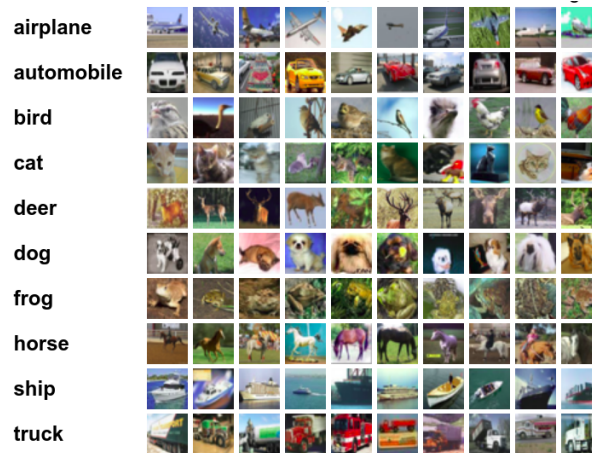 airplane
automobile
bird
cat
deer
dog
frog
horse
ship
truck